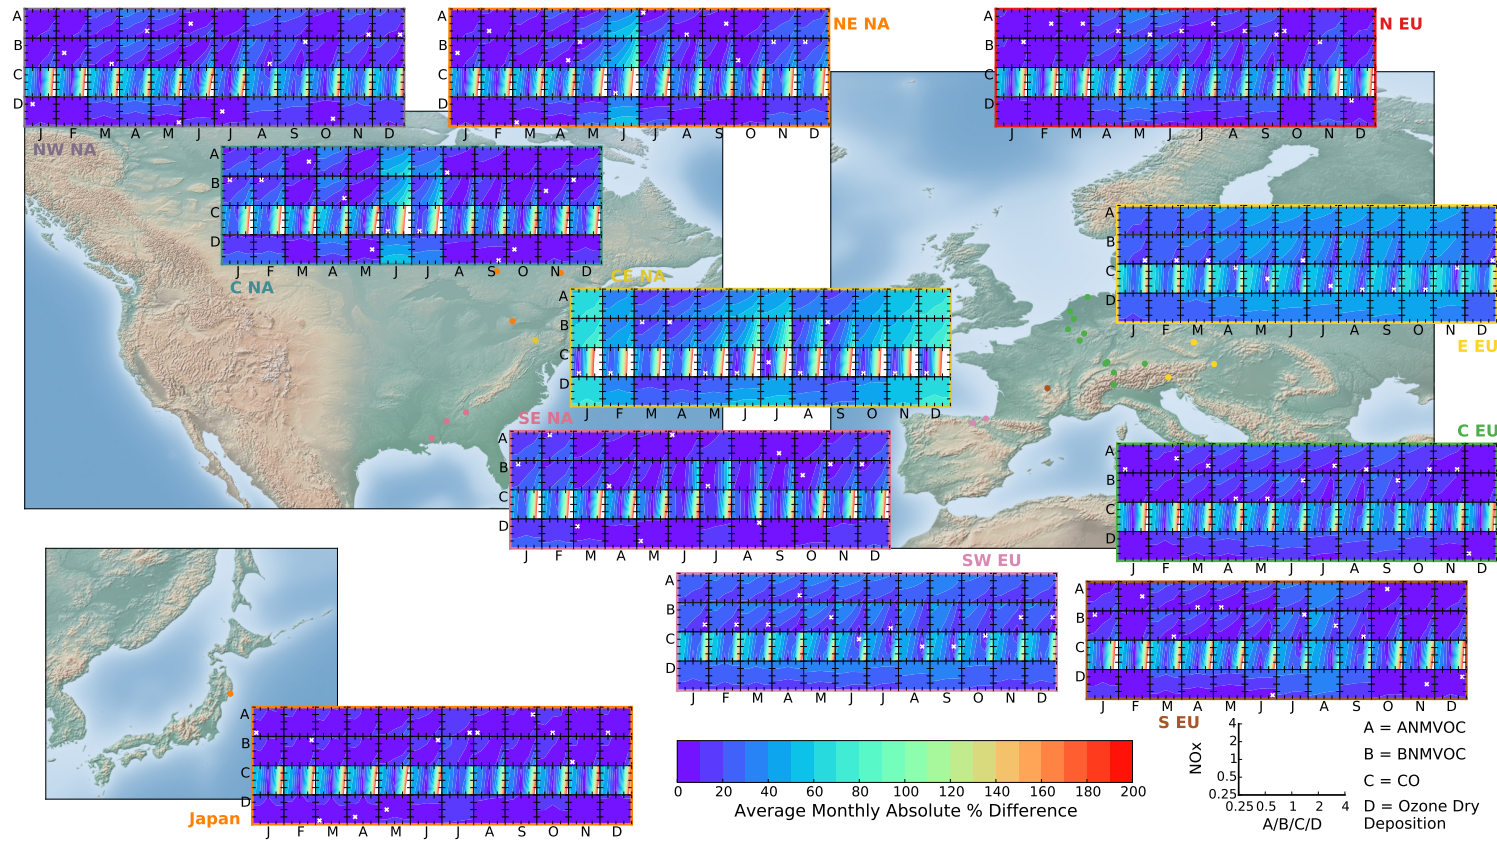 A
B
C
D
J F M A M J J A S O N D
NW NA
A
B
C
D
J F M A M J J A S O N D
NE NA
A
B
C
D
J F M A M J J A S O N D
N EU
A
B
C
D
J F M A M J J A S O N D
C NA
A
B
C
D
J F M A M J J A S O N D
E EU
CE NA
A
B
C
D
F M A M J J A S O N D
SE NA
A
B
C
D
J F M A M J J A S O N D
C EU
A
B
C
D
J F M A M J J A S O N D
SW EU
A
B
C
D
J F M A M J J A S O N D
A
B
C
D
J F M A M J J A S O N D
S EU
A
B
C
D
J F M A M J J A S O N D
Japan
0 20 40 60 80 100 120 140 160 180 200
Average Monthly Absolute % Difference
NOx
4
2
1
0.5
0.25
0.25 0.5 1 2 4
A/B/C/D
A = ANMVOC
B = BNMVOC
C = CO
D = Ozone Dry
Deposition